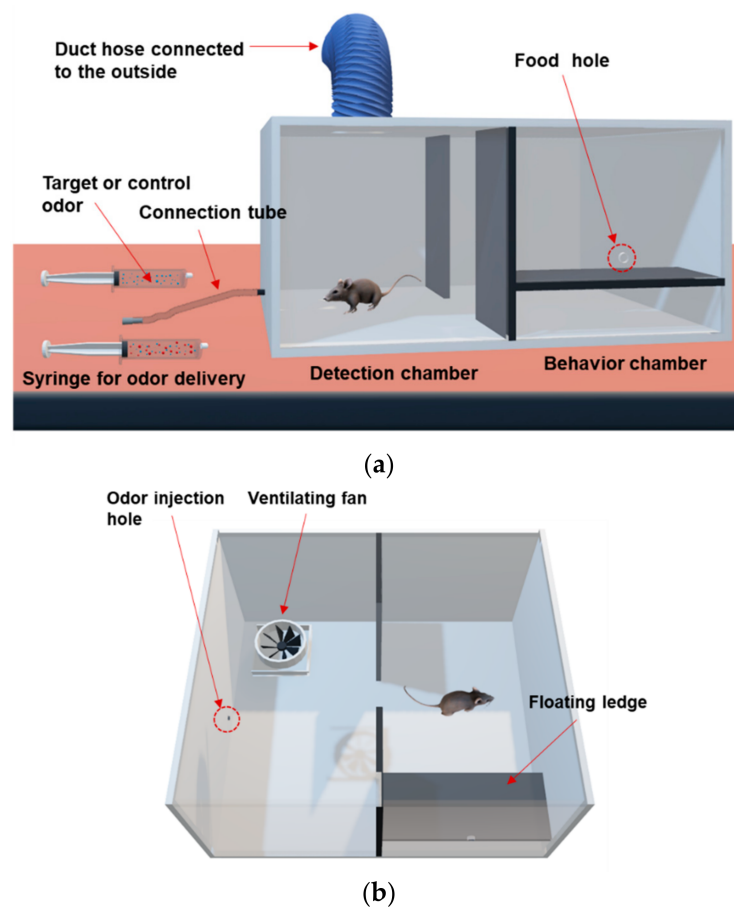 Duct hose connected
to the outside
Food hole
Target or control
odor
Connection tube
Syringe for odor delivery
Detection chamber
Behavior chamber
(a)
Odor injection
hole
Ventilating fan
Floating ledge
(b)